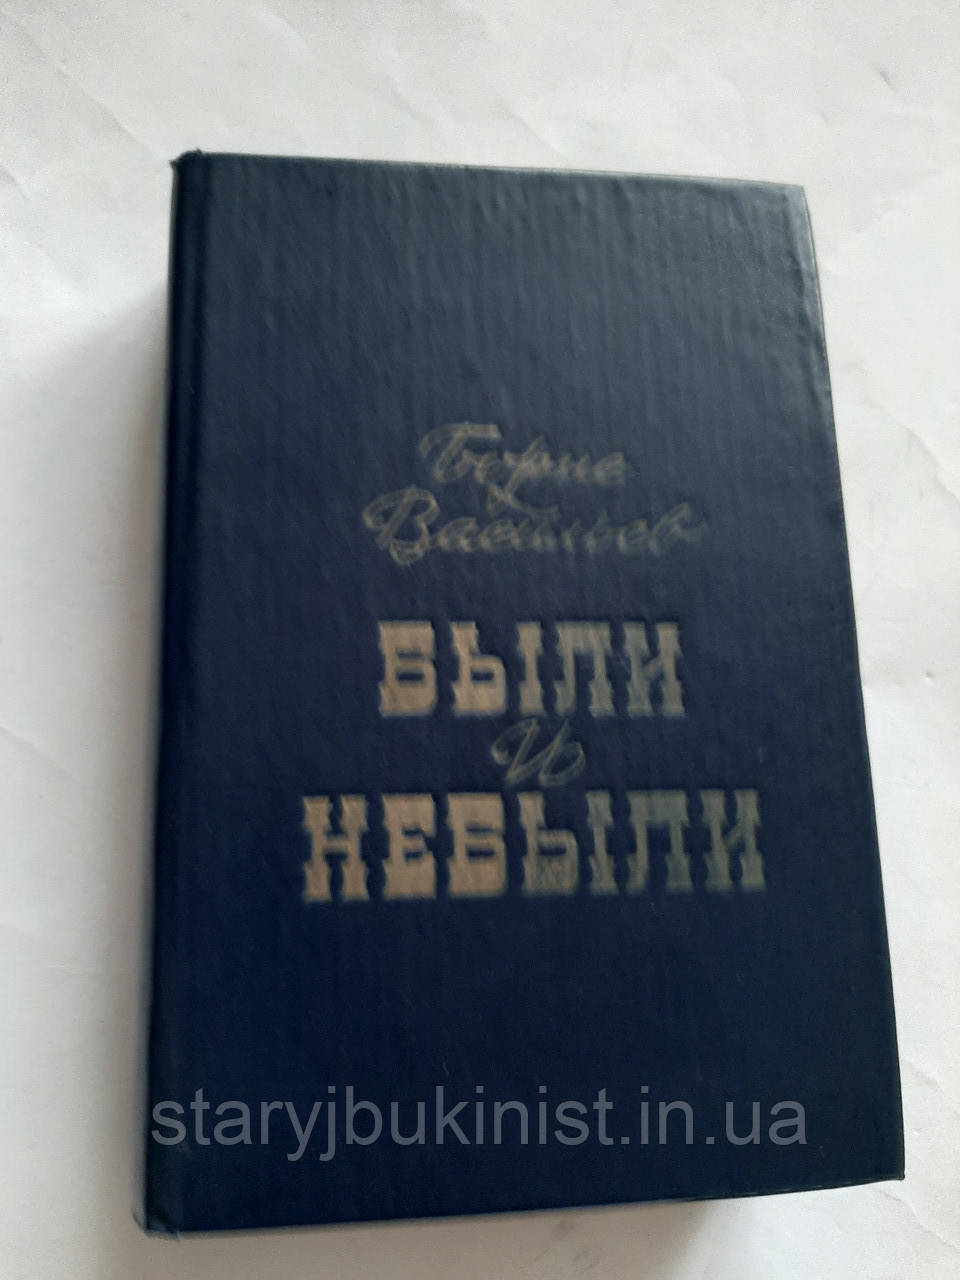 Борис
Васильев
БЫЛИ
и
НЕБЫЛИ
staryjbukinist.in.ua